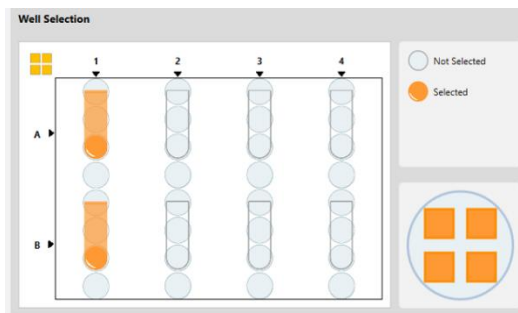 Well Selection
1 2 3 4
Not Selected
Selected
A
B